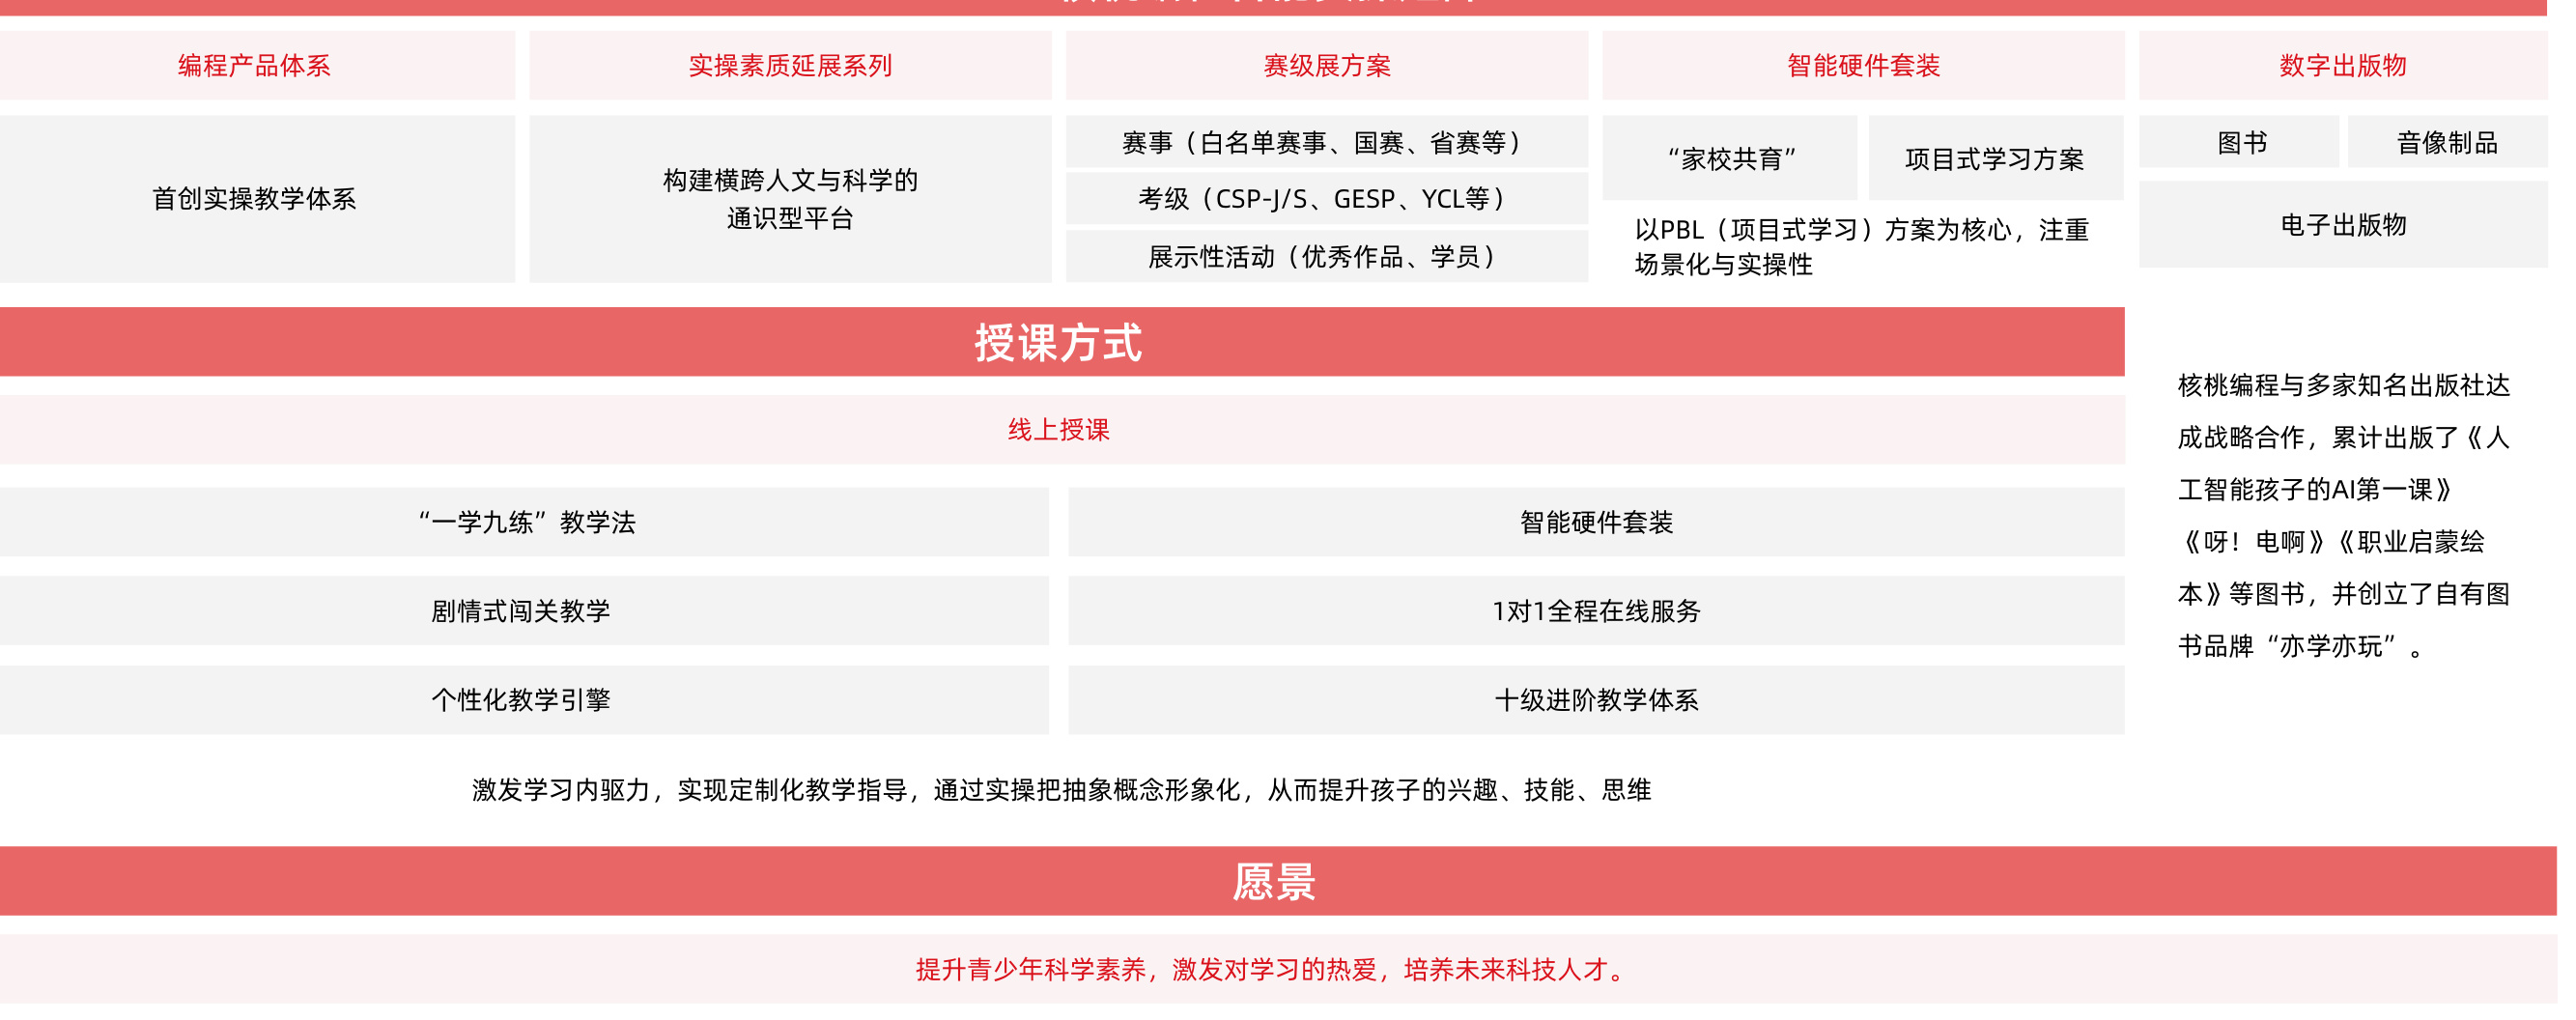 编程产品体系
实操素质延展系列
赛级展方案
智能硬件套装
数字出版物
首创实操教学体系
构建横跨人文与科学的
通识型平台
赛事（白名单赛事、国赛、省赛等）
考级（CSP-J/S、GESP、YCL等）
展示性活动（优秀作品、学员）
“家校共育”
项目式学习方案
以PBL（项目式学习）方案为核心，注重
场景化与实操性
图书
音像制品
电子出版物
授课方式
线上授课
“一学九练”教学法
智能硬件套装
剧情式闯关教学
1对1全程在线服务
个性化教学引擎
十级进阶教学体系
激发学习内驱力，实现定制化教学指导，通过实操把抽象概念形象化，从而提升孩子的兴趣、技能、思维
核桃编程与多家知名出版社达
成战略合作，累计出版了《人
工智能孩子的AI第一课》
《呀！电啊》《职业启蒙绘
本》等图书，并创立了自有图
书品牌“亦学亦玩”。
愿景
提升青少年科学素养，激发对学习的热爱，培养未来科技人才。